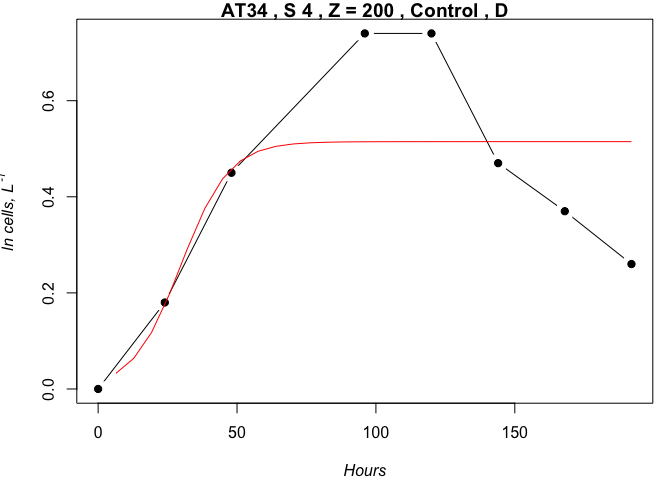 AT34 , S 4 , Z = 200 , Control , D
ln cells, L⁻¹
0.0
0.2
0.4
0.6
0
50
100
150
Hours